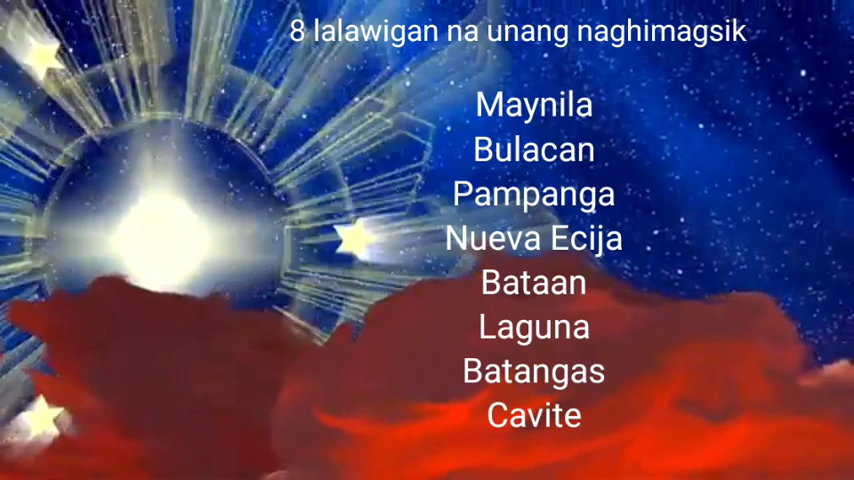 8 lalawigan na unang naghimagsik
Maynila
Bulacan
Pampanga
Nueva Ecija
Bataan
Laguna
Batangas
Cavite